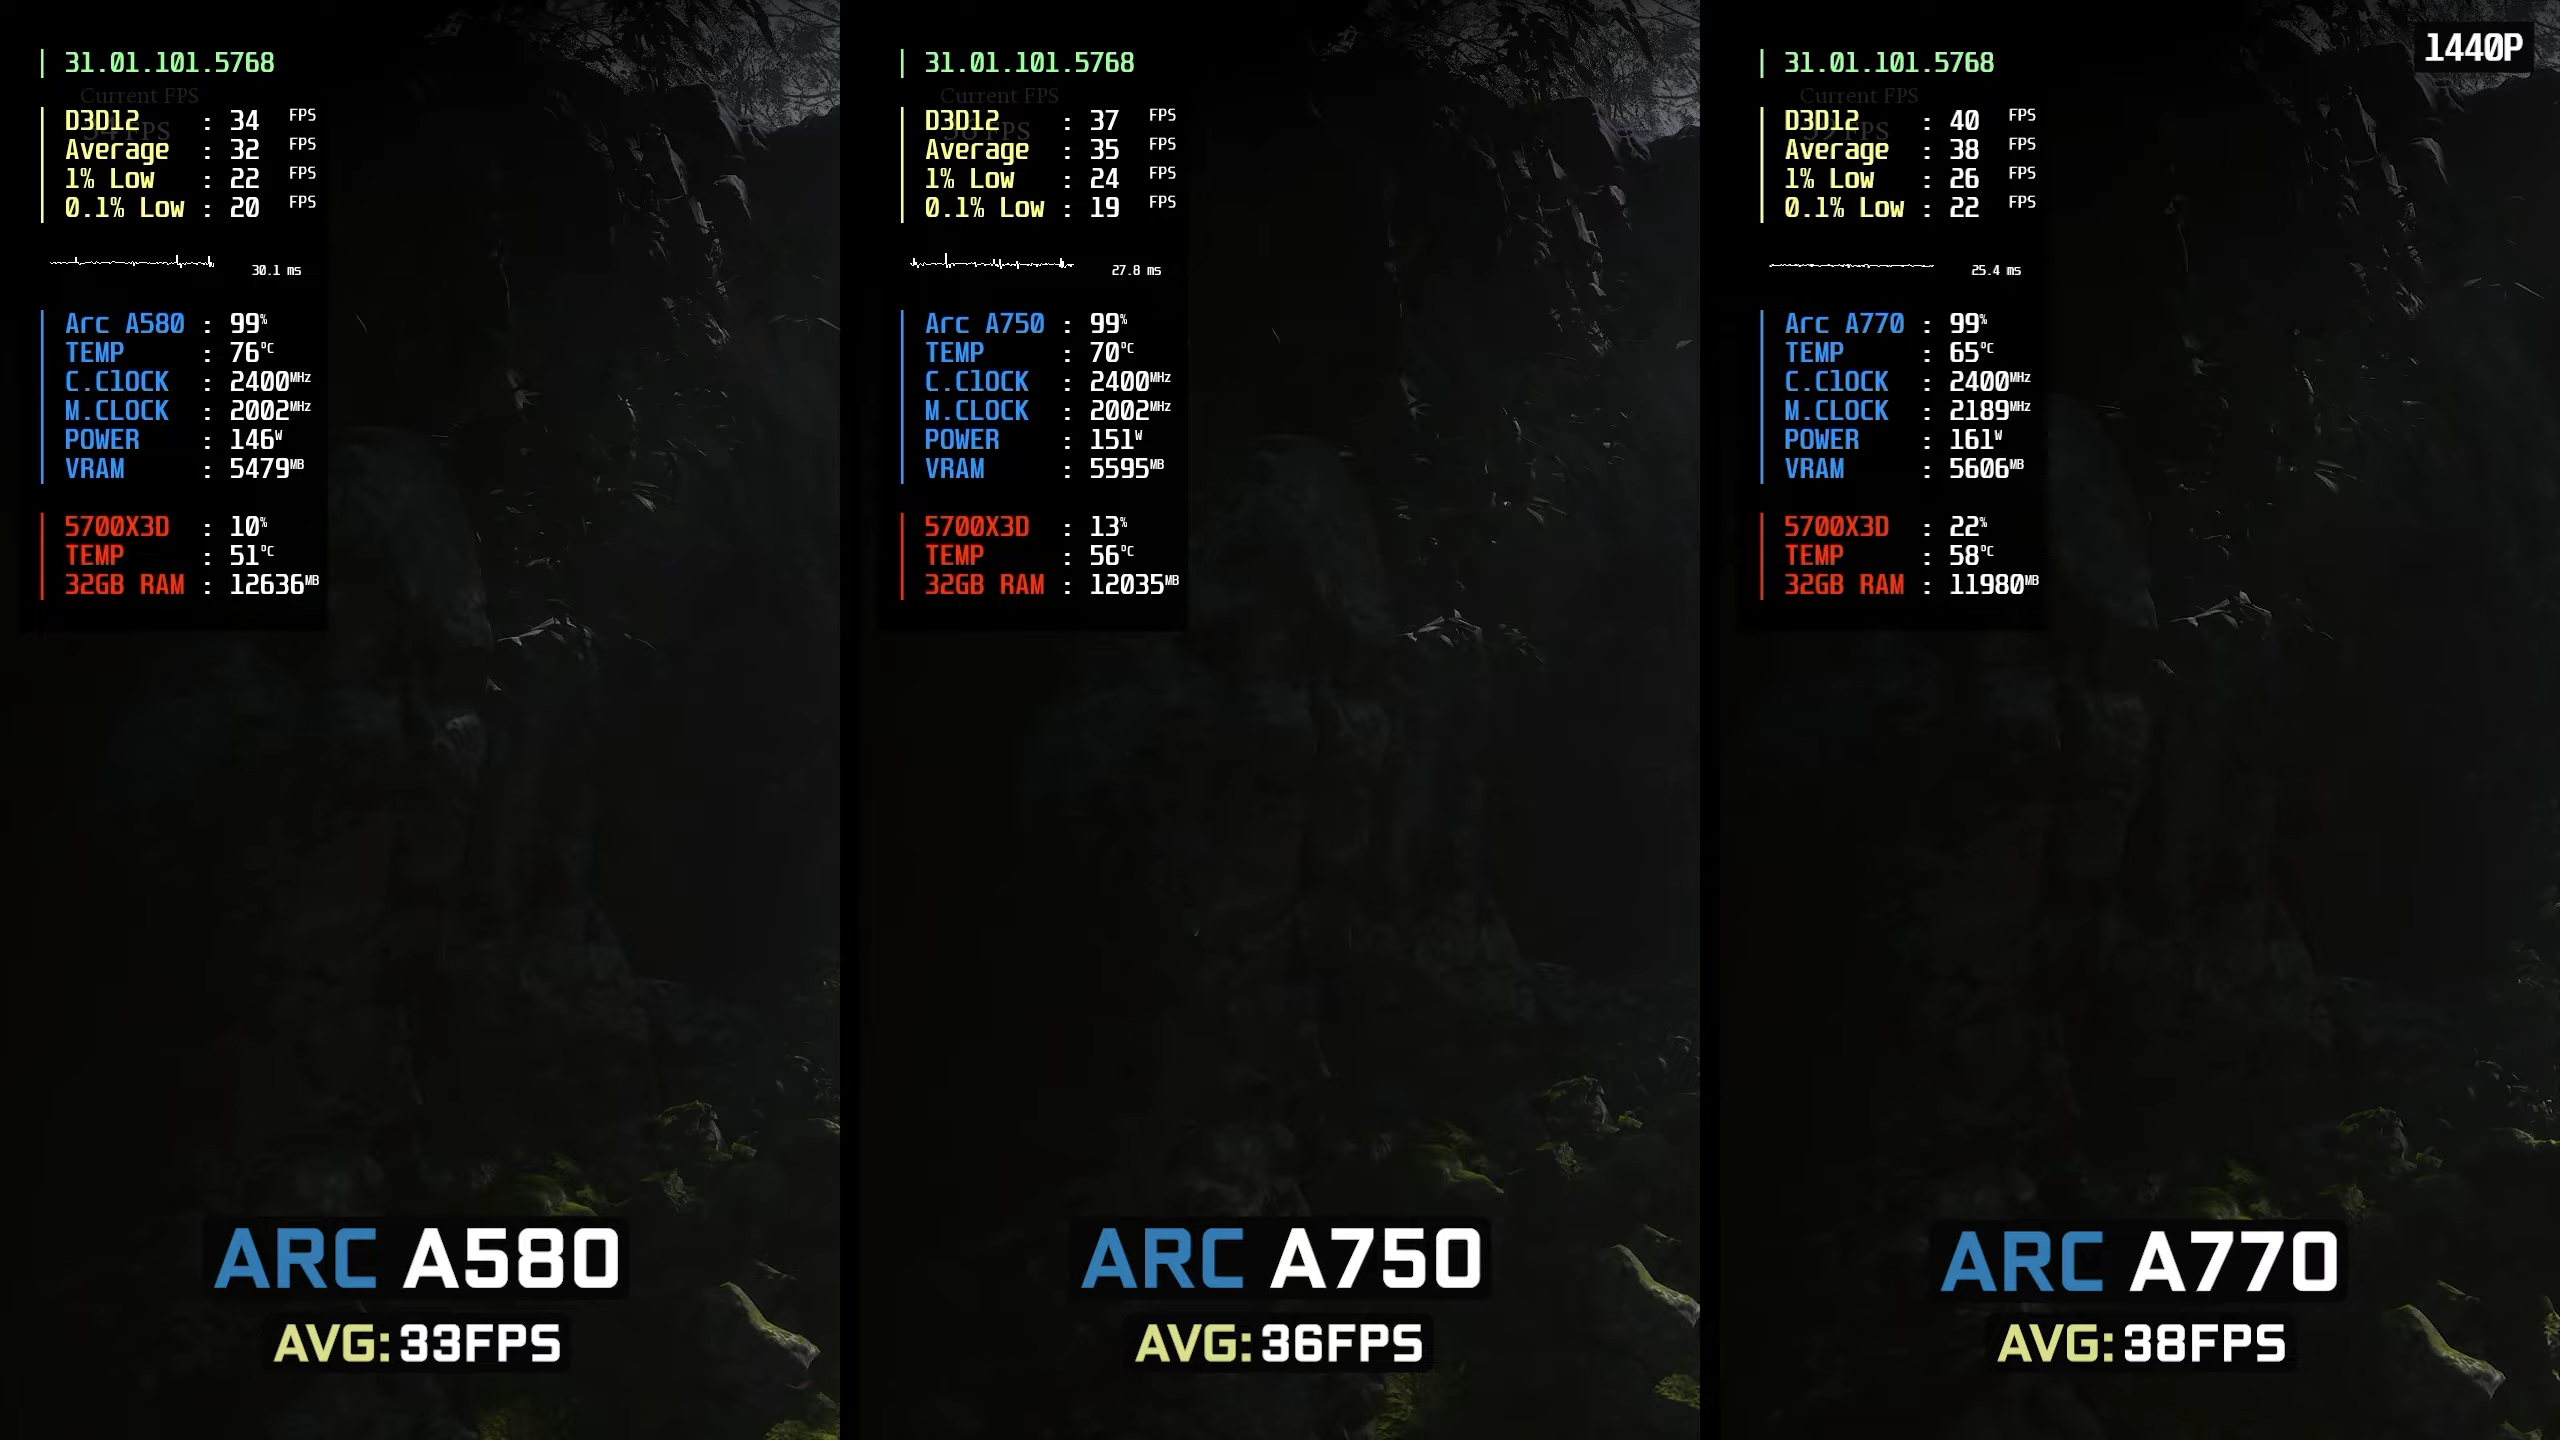 31.01.101.5768
Current FPS
D3D12 : 34 FPS
Average : 32 FPS
1% Low : 22 FPS
0.1% Low : 20 FPS
30.1 ms
Arc A580 : 99%
TEMP : 76°C
C.ClOCK : 2400MHz
M.CLOCK : 2002MHz
POWER : 146W
VRAM : 5479MB
5700X3D : 10%
TEMP : 51°C
32GB RAM : 12636MB
ARC A580
AVG: 33FPS
31.01.101.5768
Current FPS
D3D12 : 37 FPS
Average : 35 FPS
1% Low : 24 FPS
0.1% Low : 19 FPS
27.8 ms
Arc A750 : 99%
TEMP : 70°C
C.ClOCK : 2400MHz
M.CLOCK : 2002MHz
POWER : 151W
VRAM : 5595MB
5700X3D : 13%
TEMP : 56°C
32GB RAM : 12035MB
ARC A750
AVG: 36FPS
1440P
31.01.101.5768
Current FPS
D3D12 : 40 FPS
Average : 38 FPS
1% Low : 26 FPS
0.1% Low : 22 FPS
25.4 ms
Arc A770 : 99%
TEMP : 65°C
C.ClOCK : 2400MHz
M.CLOCK : 2189MHz
POWER : 161W
VRAM : 5606MB
5700X3D : 22%
TEMP : 58°C
32GB RAM : 11980MB
ARC A770
AVG: 38FPS